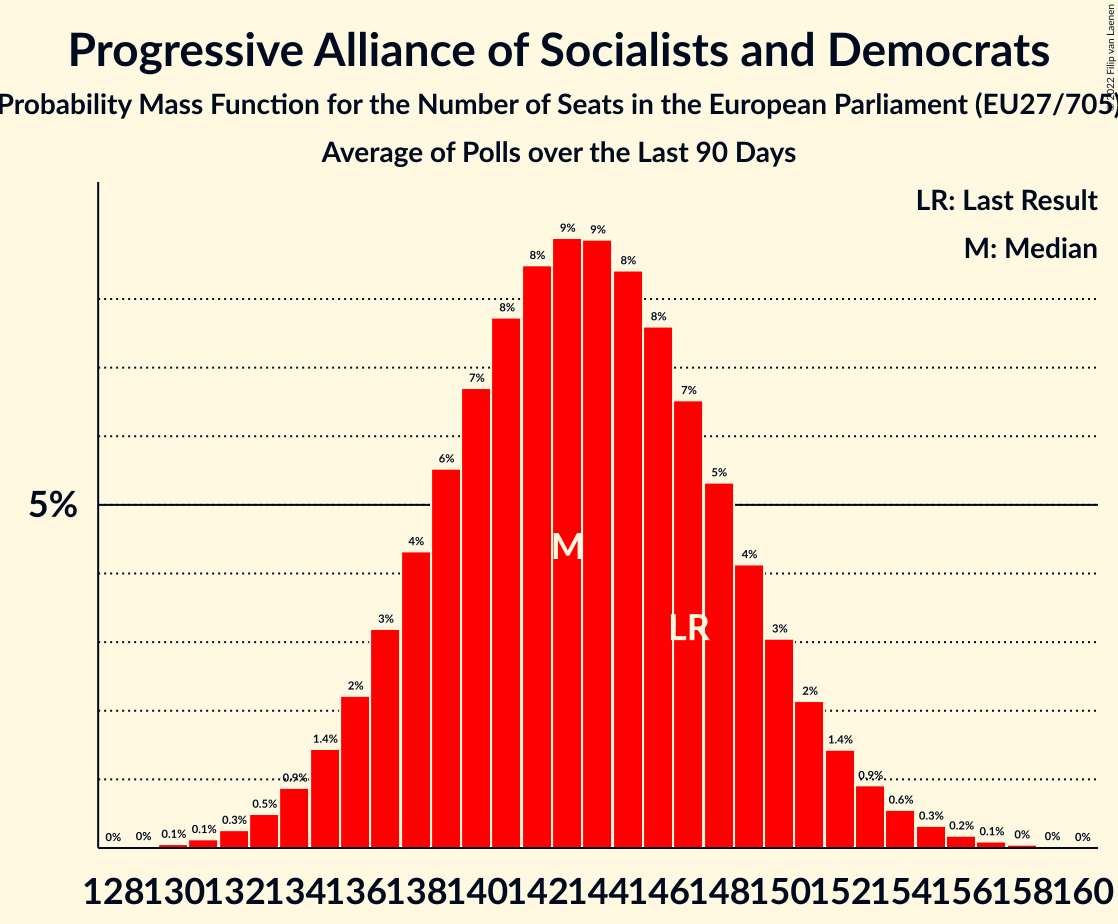 Progressive Alliance of Socialists and Democrats
Probability Mass Function for the Number of Seats in the European Parliament (EU27/705)
Average of Polls over the Last 90 Days
© 2022 Filip van Laenen
LR: Last Result
M: Median
5%
0% 0% 0.1% 0.1% 0.3% 0.5% 0.9% 1.4% 2% 3% 4% 6% 7% 8% 8% 9% 9% 8% 8% 7% 5% 4% 3% 2% 1.4% 0.9% 0.6% 0.3% 0.2% 0.1% 0% 0% 0%
M
LR
128 130 132 134 136 138 140 142 144 146 148 150 152 154 156 158 160